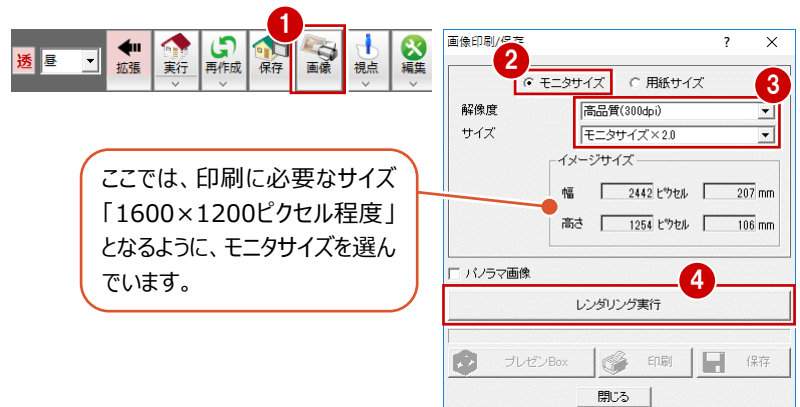 1
透 昼 拡張 実行 再作成 保存 画像 視点 編集
画像印刷/保存 ? ×
2
モニタサイズ 用紙サイズ
3
解像度 高品質(300dpi)
サイズ モニタサイズ×2.0
イメージサイズ
幅 2442 ピクセル 207 mm
高さ 1254 ピクセル 106 mm
ここでは、印刷に必要なサイズ
「1600×1200ピクセル程度」
となるように、モニタサイズを選ん
でいます。
パノラマ画像
4
レンダリング実行
プレゼンBox 印刷 保存
閉じる